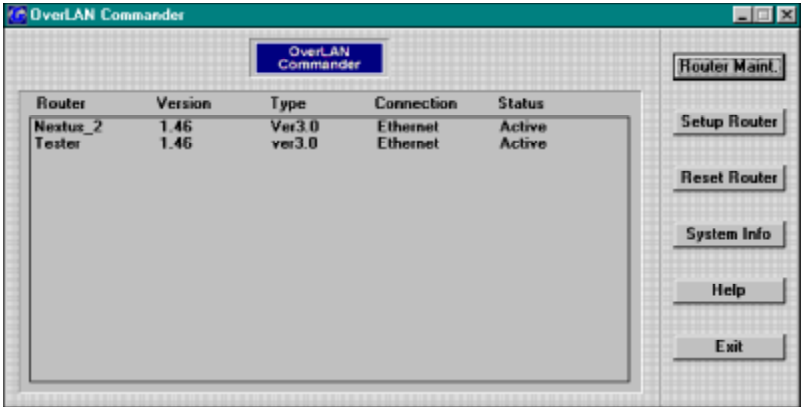 OverLAN Commander
OverLAN
Commander
Router Version Type Connection Status
Nextus_2 1.46 Ver3.0 Ethernet Active
Tester 1.46 ver3.0 Ethernet Active
Router Maint.
Setup Router
Reset Router
System Info
Help
Exit